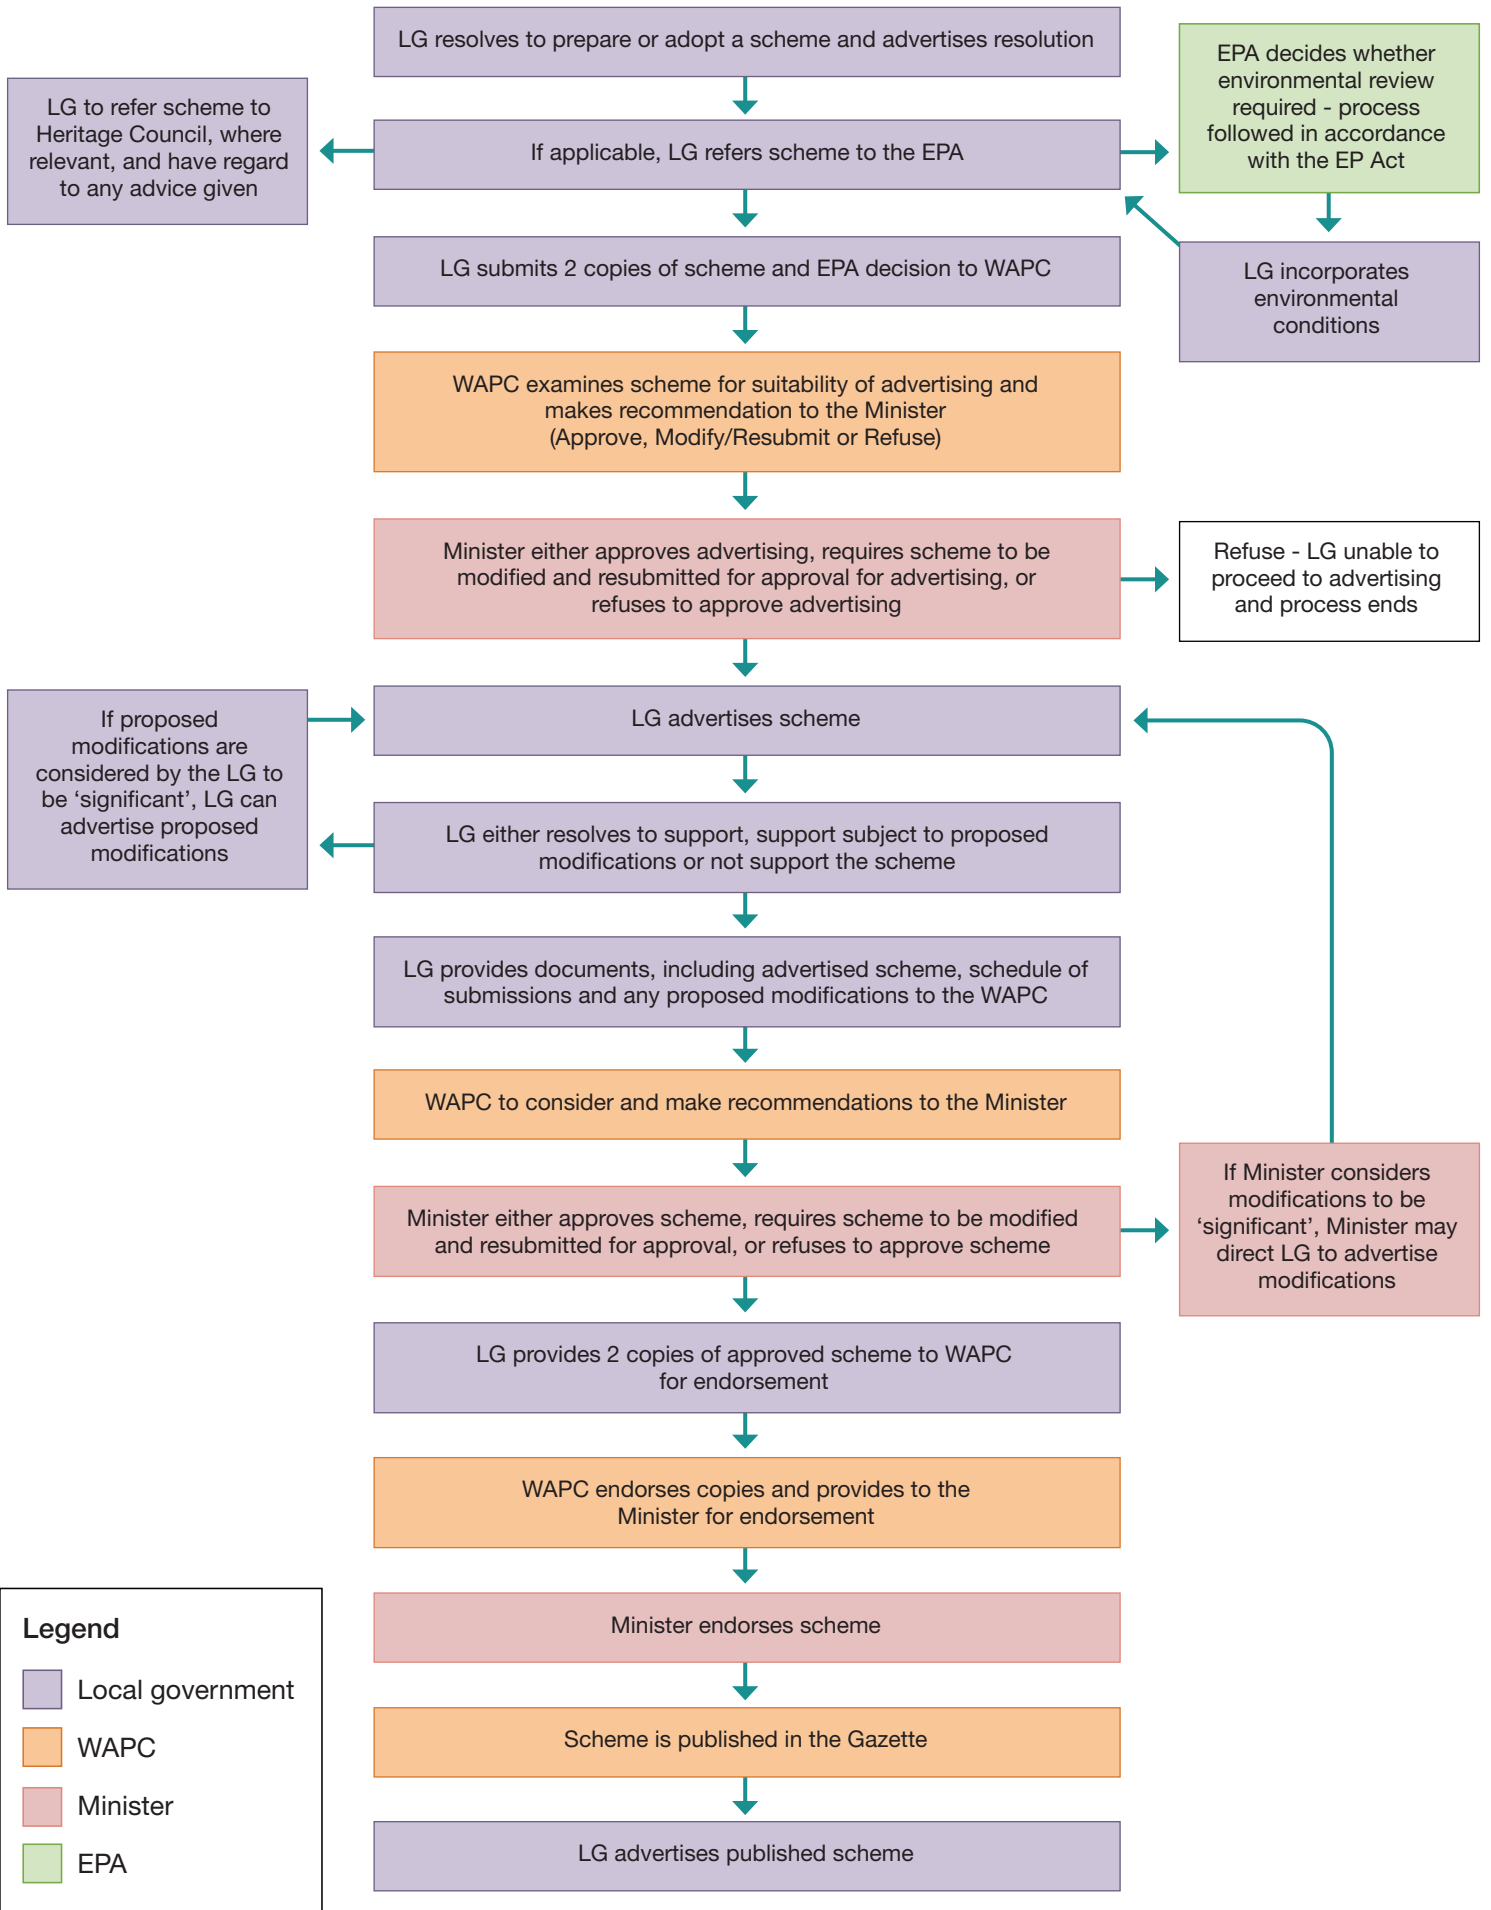 LG resolves to prepare or adopt a scheme and advertises resolution
EPA decides whether
environmental review
required - process
followed in accordance
with the EP Act
LG to refer scheme to
Heritage Council, where
relevant, and have regard
to any advice given
If applicable, LG refers scheme to the EPA
LG submits 2 copies of scheme and EPA decision to WAPC
LG incorporates
environmental
conditions
WAPC examines scheme for suitability of advertising and
makes recommendation to the Minister
(Approve, Modify/Resubmit or Refuse)
Minister either approves advertising, requires scheme to be
modified and resubmitted for approval for advertising, or
refuses to approve advertising
Refuse - LG unable to
proceed to advertising
and process ends
If proposed
modifications are
considered by the LG to
be ‘significant’, LG can
advertise proposed
modifications
LG advertises scheme
LG either resolves to support, support subject to proposed
modifications or not support the scheme
LG provides documents, including advertised scheme, schedule of
submissions and any proposed modifications to the WAPC
WAPC to consider and make recommendations to the Minister
Minister either approves scheme, requires scheme to be modified
and resubmitted for approval, or refuses to approve scheme
If Minister considers
modifications to be
‘significant’, Minister may
direct LG to advertise
modifications
LG provides 2 copies of approved scheme to WAPC
for endorsement
WAPC endorses copies and provides to the
Minister for endorsement
Minister endorses scheme
Scheme is published in the Gazette
LG advertises published scheme
Legend
Local government
WAPC
Minister
EPA